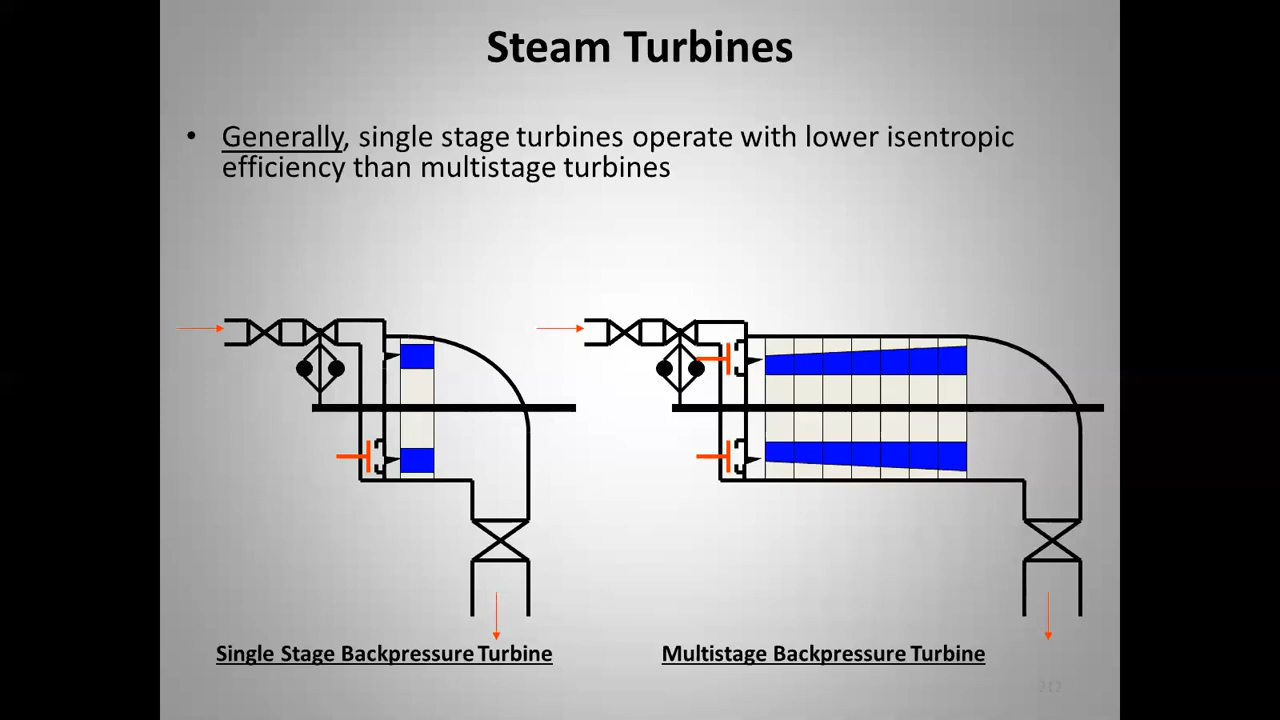 Steam Turbines
• Generally, single stage turbines operate with lower isentropic
efficiency than multistage turbines
Single Stage Backpressure Turbine
Multistage Backpressure Turbine
212